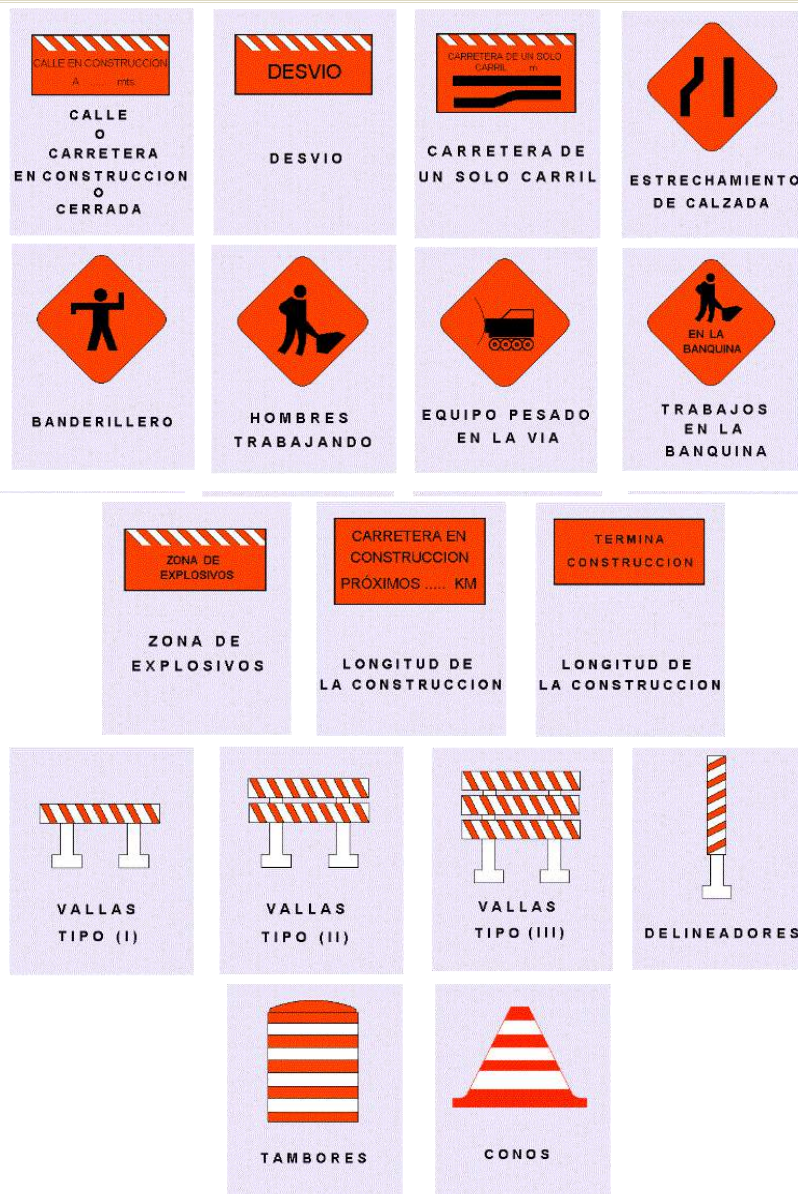 CALLE EN CONSTRUCCION
A ...... mts
CALLE
O
CARRETERA
EN CONSTRUCCION
O
CERRADA
DESVIO
DESVIO
CARRETERA DE UN SOLO
CARRIL ..... m
CARRETERA DE
UN SOLO CARRIL
ESTRECHAMIENTO
DE CALZADA
BANDERILLERO
HOMBRES
TRABAJANDO
EQUIPO PESADO
EN LA VIA
EN LA
BANQUINA
TRABAJOS
EN LA
BANQUINA
ZONA DE
EXPLOSIVOS
ZONA DE
EXPLOSIVOS
CARRETERA EN
CONSTRUCCION
PRÓXIMOS ..... KM
LONGITUD DE
LA CONSTRUCCION
TERMINA
CONSTRUCCION
LONGITUD DE
LA CONSTRUCCION
VALLAS
TIPO (I)
VALLAS
TIPO (II)
VALLAS
TIPO (III)
DELINEADORES
TAMBORES
CONOS